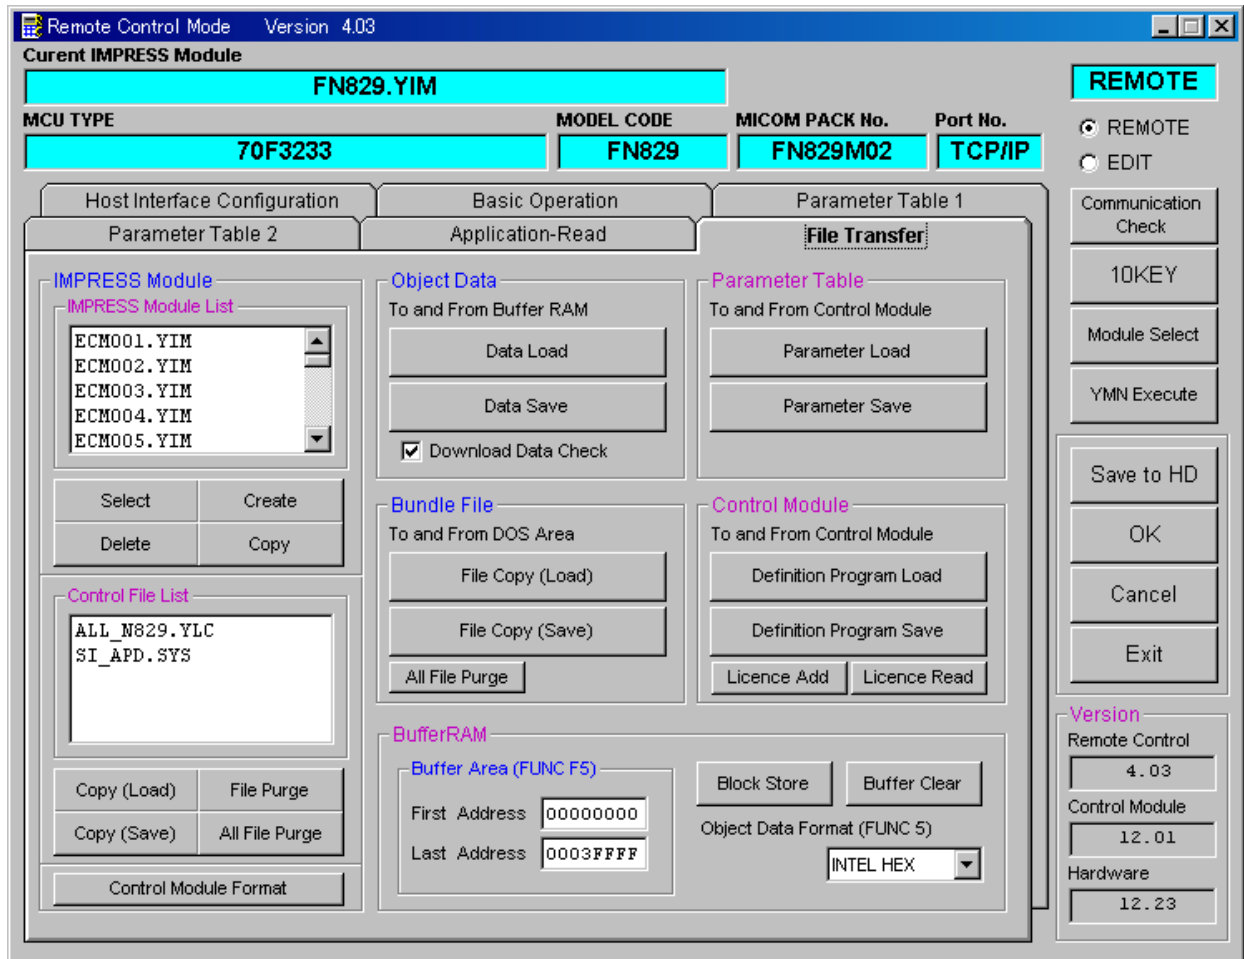 Remote Control Mode Version 4.03
Curent IMPRESS Module
FN829.YIM
REMOTE
MCU TYPE
MODEL CODE
MICOM PACK No.
Port No.
70F3233
FN829
FN829M02
TCP/IP
REMOTE
EDIT
Host Interface Configuration
Basic Operation
Parameter Table 1
Parameter Table 2
Application-Read
File Transfer
IMPRESS Module
IMPRESS Module List
ECM001.YIM
ECM002.YIM
ECM003.YIM
ECM004.YIM
ECM005.YIM
Select
Create
Delete
Copy
Control File List
ALL_N829.YLC
SI_APD.SYS
Copy (Load)
File Purge
Copy (Save)
All File Purge
Control Module Format
Object Data
To and From Buffer RAM
Data Load
Data Save
Download Data Check
Parameter Table
To and From Control Module
Parameter Load
Parameter Save
Bundle File
To and From DOS Area
File Copy (Load)
File Copy (Save)
All File Purge
Control Module
To and From Control Module
Definition Program Load
Definition Program Save
Licence Add
Licence Read
BufferRAM
Buffer Area (FUNC F5)
First Address 00000000
Last Address 0003FFFF
Block Store
Buffer Clear
Object Data Format (FUNC 5)
INTEL HEX
Communication
Check
10KEY
Module Select
YMN Execute
Save to HD
OK
Cancel
Exit
Version
Remote Control
4.03
Control Module
12.01
Hardware
12.23